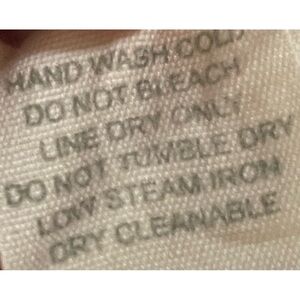 HAND WASH COLD
DO NOT BLEACH
LINE DRY ONLY
DO NOT TUMBLE DRY
LOW STEAM IRON
DRY CLEANABLE